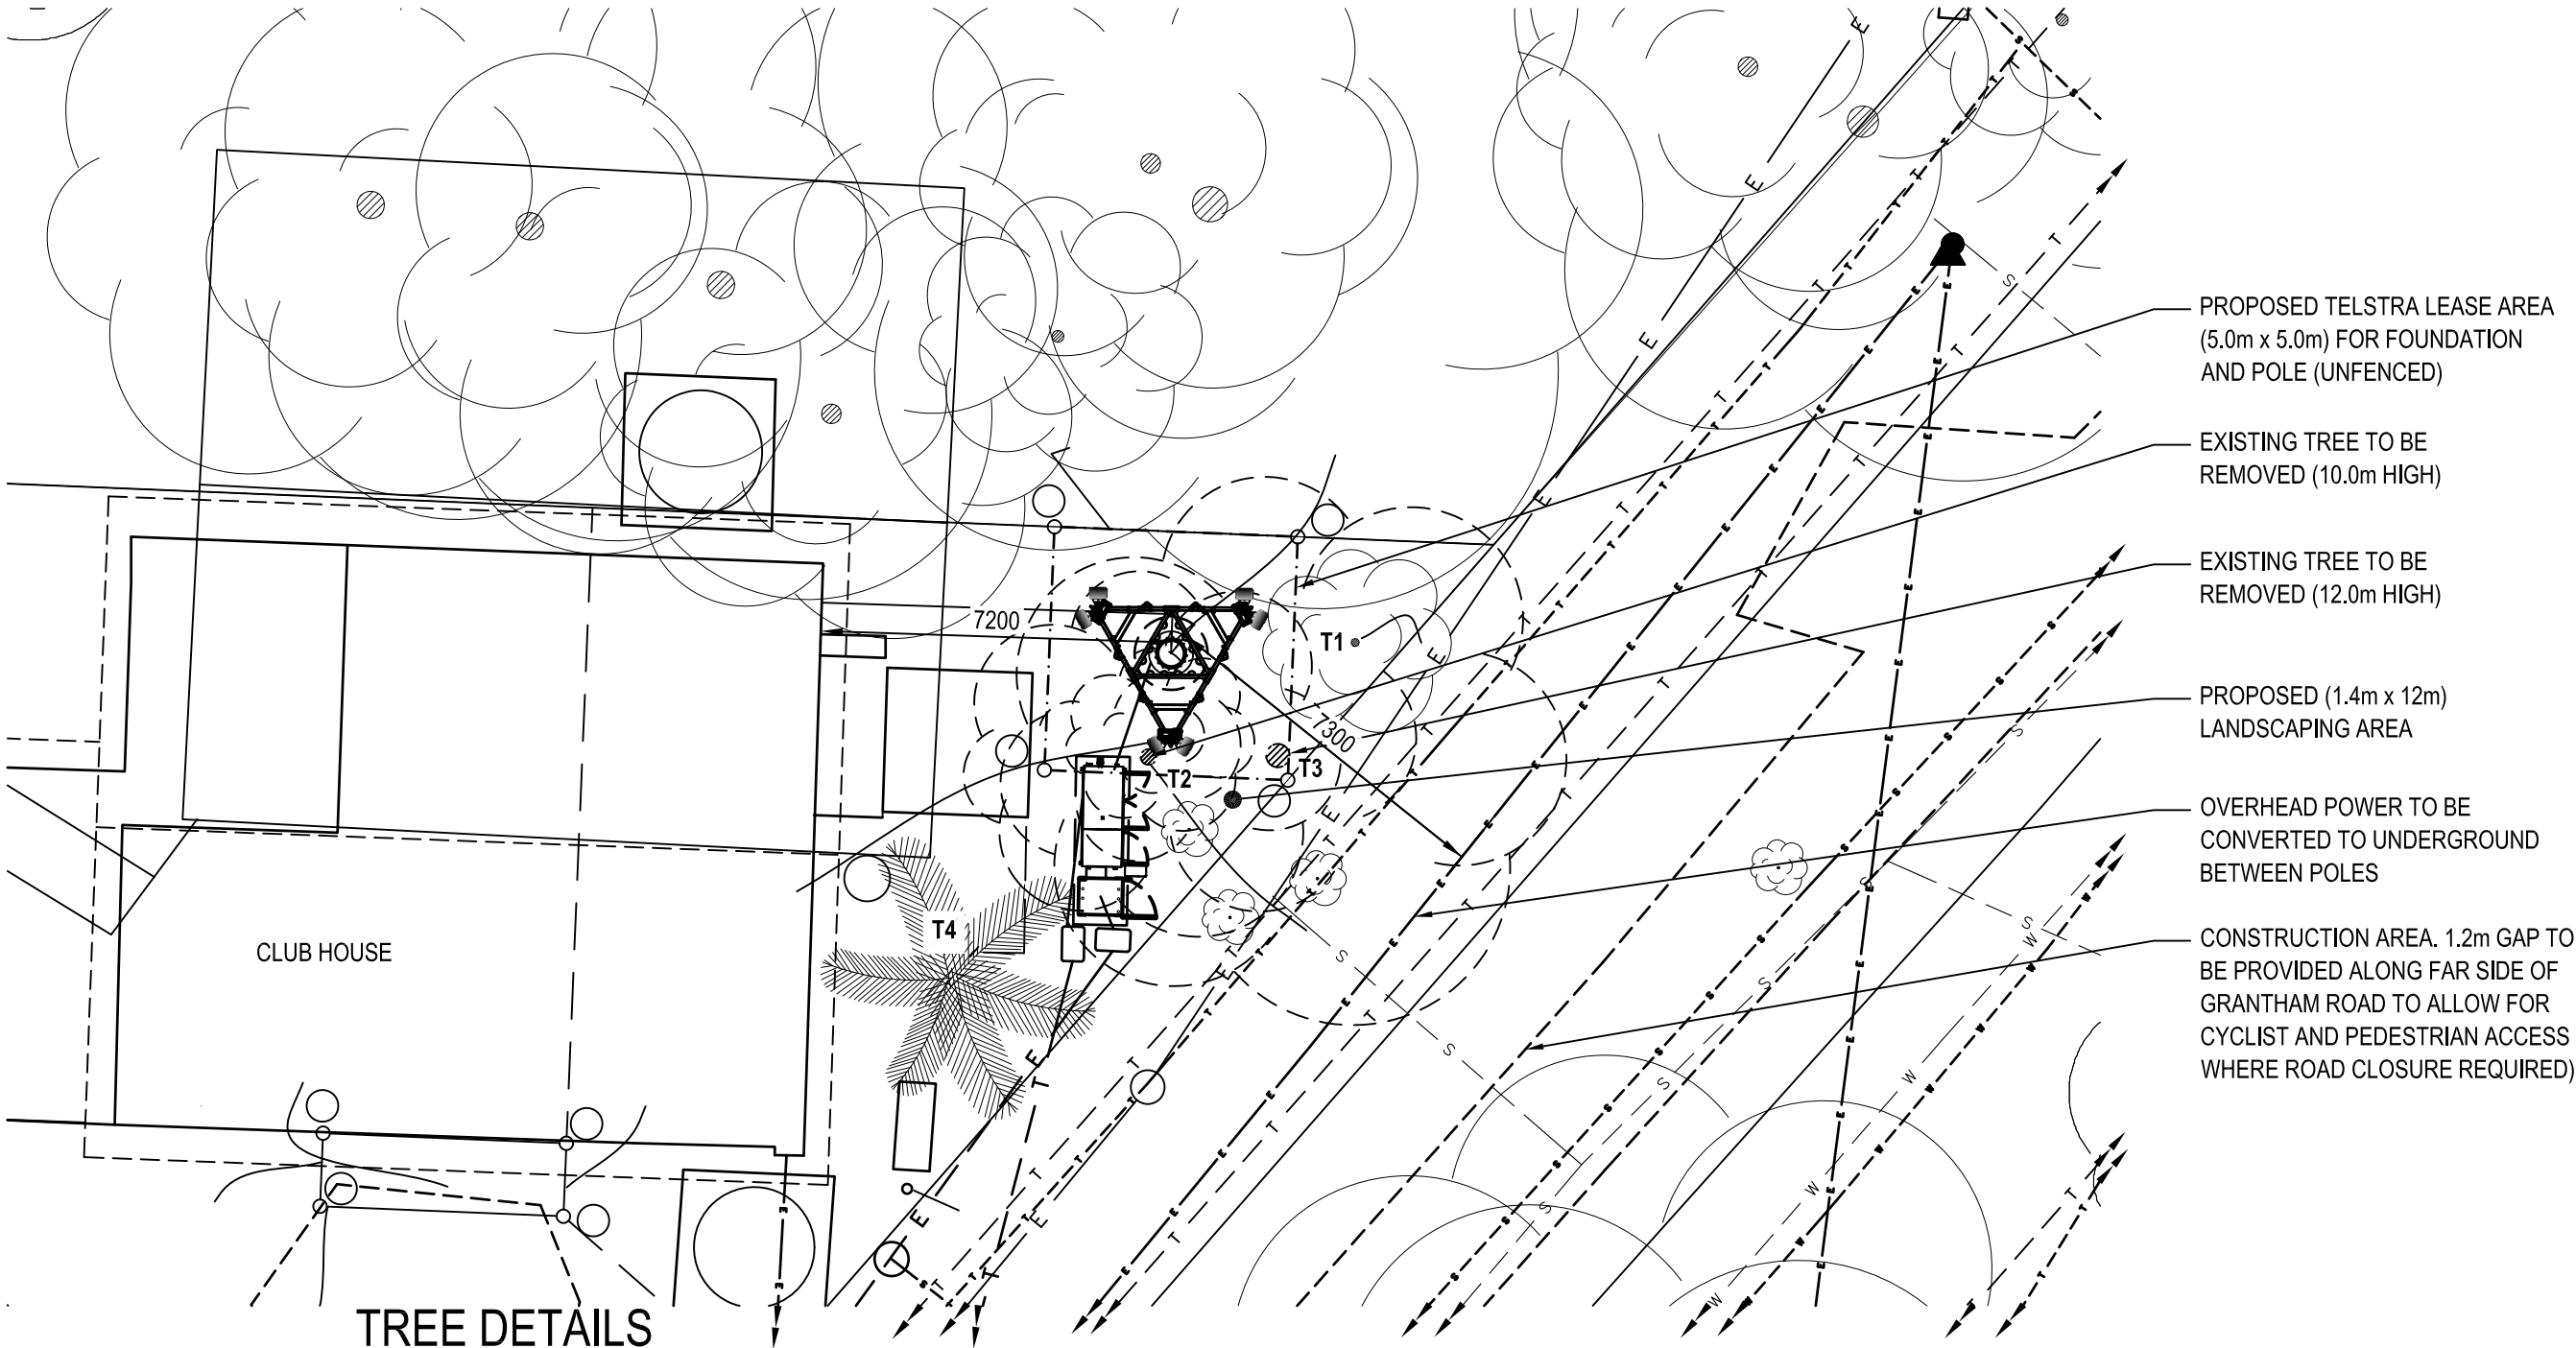 PROPOSED TELSTRA LEASE AREA
(5.0m x 5.0m) FOR FOUNDATION
AND POLE (UNFENCED)
EXISTING TREE TO BE
REMOVED (10.0m HIGH)
EXISTING TREE TO BE
REMOVED (12.0m HIGH)
PROPOSED (1.4m x 12m)
LANDSCAPING AREA
OVERHEAD POWER TO BE
CONVERTED TO UNDERGROUND
BETWEEN POLES
CONSTRUCTION AREA. 1.2m GAP TO
BE PROVIDED ALONG FAR SIDE OF
GRANTHAM ROAD TO ALLOW FOR
CYCLIST AND PEDESTRIAN ACCESS
WHERE ROAD CLOSURE REQUIRED)
7200
T1
7300
T2
T3
T4
CLUB HOUSE
TREE DETAILS